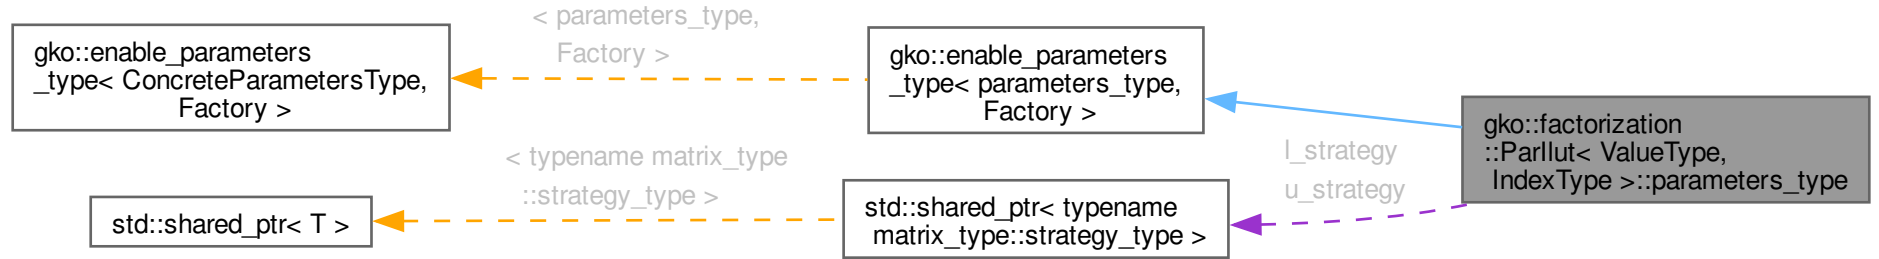 < parameters_type,
Factory >
gko::enable_parameters
_type< ConcreteParametersType,
Factory >
gko::enable_parameters
_type< parameters_type,
Factory >
gko::factorization
::ParIlut< ValueType,
IndexType >::parameters_type
l_strategy
u_strategy
< typename matrix_type
::strategy_type >
std::shared_ptr< T >
std::shared_ptr< typename
matrix_type::strategy_type >